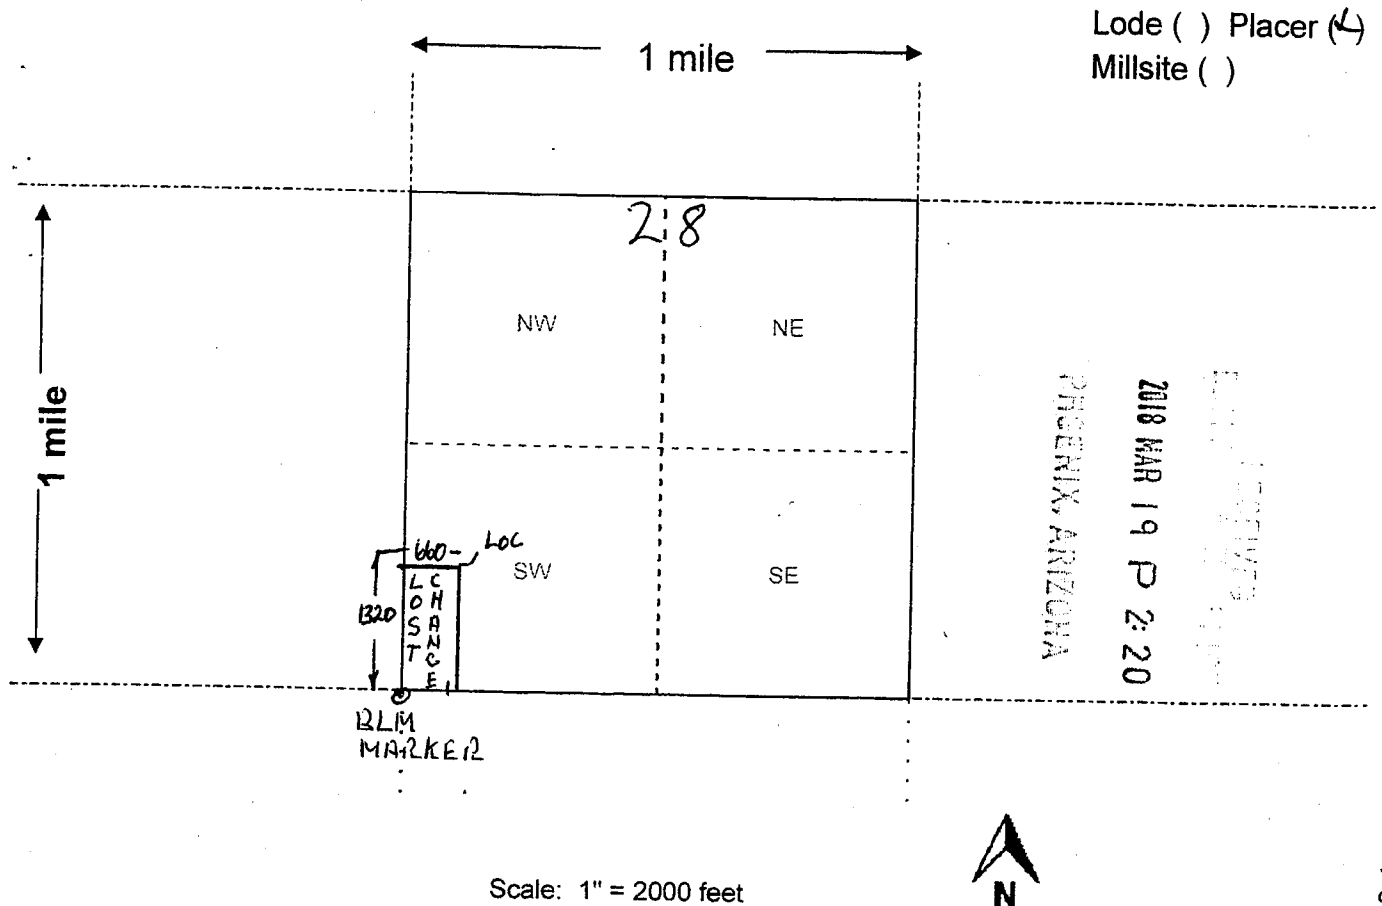 Lode ( ) Placer (✓)
Millsite ( )
1 mile
28
NW
NE
1 mile
SW
SE
660
LOC
1320
LOST
CHANCE
BLM
MARKER
2018 MAR 19 P 2:20
PHOENIX, ARIZONA
Scale: 1" = 2000 feet
N